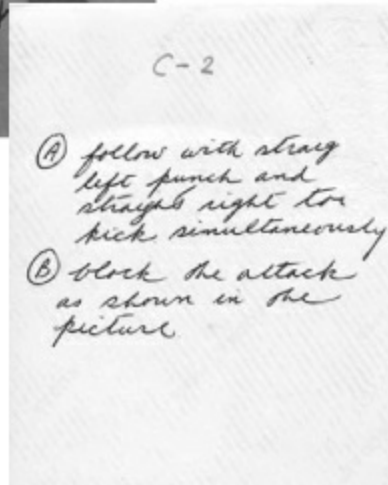 C-2
Ⓐ follow with straig
left punch and
straight right toe
kick simultaneously
Ⓑ block the attack
as shown in the
picture